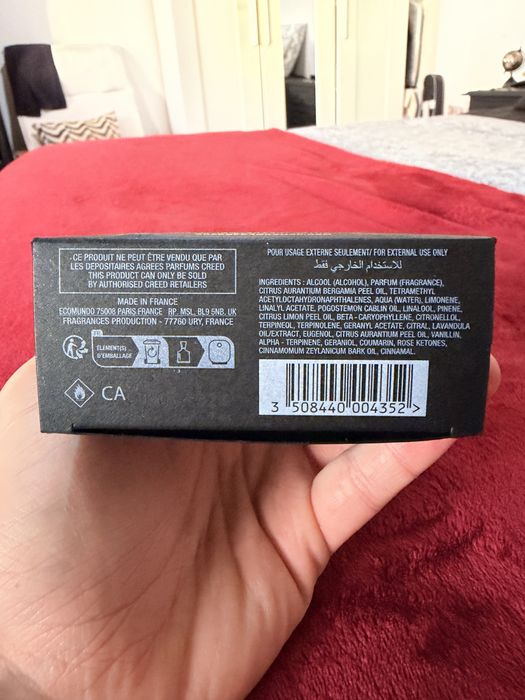 - CE PRODUIT NE PEUT ÊTRE VENDU QUE PAR
LES DEPOSITAIRES AGREES PARFUMS CREED
THIS PRODUCT CAN ONLY BE SOLD
BY AUTHORISED CREED RETAILERS
MADE IN FRANCE
ECOMUNDO 75008 PARIS FRANCE RP, MSL, BL9 5NB, UK
FRAGRANCES PRODUCTION - 77760 URY, FRANCE
FR
ÉLÉMENT(S)
D'EMBALLAGE
CA
POUR USAGE EXTERNE SEULEMENT/ FOR EXTERNAL USE ONLY
للاستخدام الخارجي فقط
INGREDIENTS : ALCOOL (ALCOHOL), PARFUM (FRAGRANCE),
CITRUS AURANTIUM BERGAMIA PEEL OIL, TETRAMETHYL
ACETYLOCTAHYDRONAPHTHALENES, AQUA (WATER), LIMONENE,
LINALYL ACETATE, POGOSTEMON CABLIN OIL, LINALOOL, PINENE,
CITRUS LIMON PEEL OIL, BETA - CARYOPHYLLENE, CITRONELLOL,
TERPINEOL, TERPINOLENE, GERANYL ACETATE, CITRAL, LAVANDULA
OIL/EXTRACT, EUGENOL, CITRUS AURANTIUM PEEL OIL, VANILLIN,
ALPHA - TERPINENE, GERANIOL, COUMARIN, ROSE KETONES,
CINNAMOMUM ZEYLANICUM BARK OIL, CINNAMAL.
3 508440 004352 >